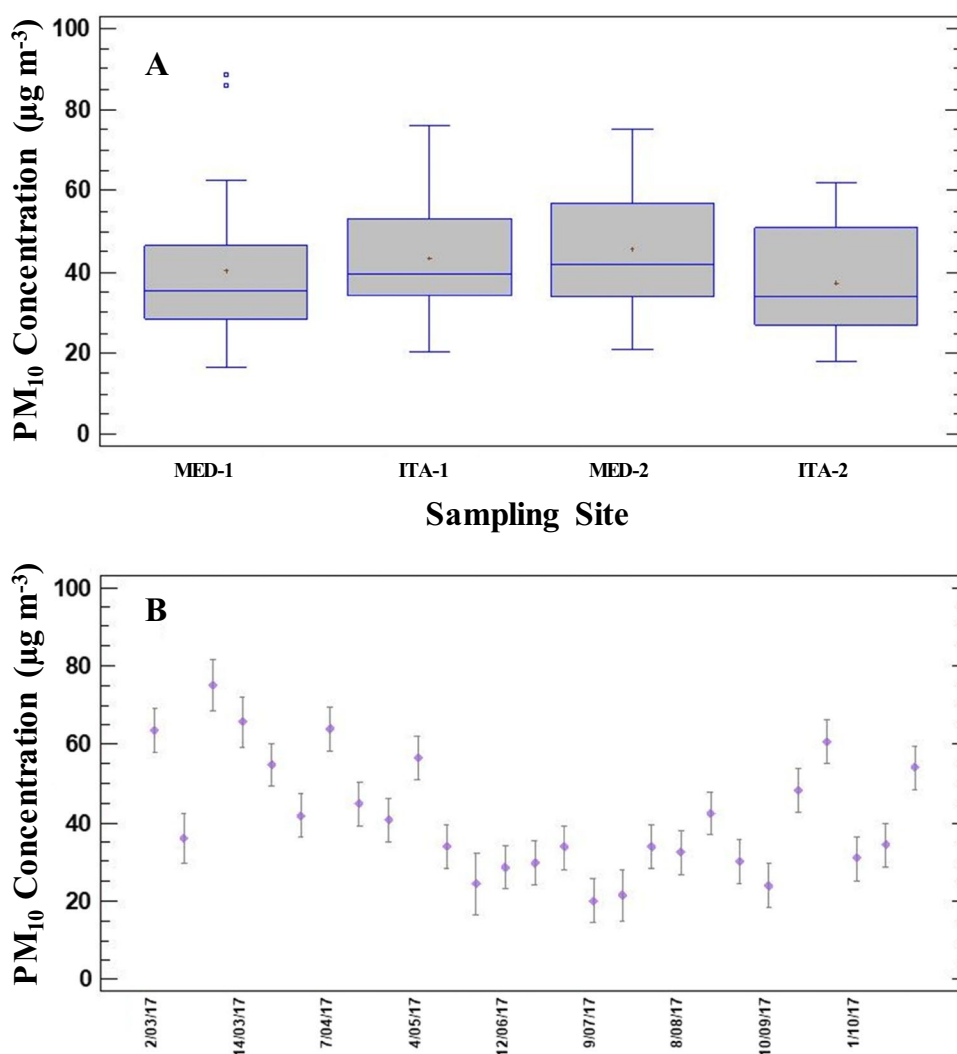 A
PM₁₀ Concentration (µg m⁻³)
100
80
60
40
20
0
MED-1 ITA-1 MED-2 ITA-2
Sampling Site
B
PM₁₀ Concentration (µg m⁻³)
100
80
60
40
20
0
2/03/17 14/03/17 7/04/17 4/05/17 12/06/17 9/07/17 8/08/17 10/09/17 1/10/17